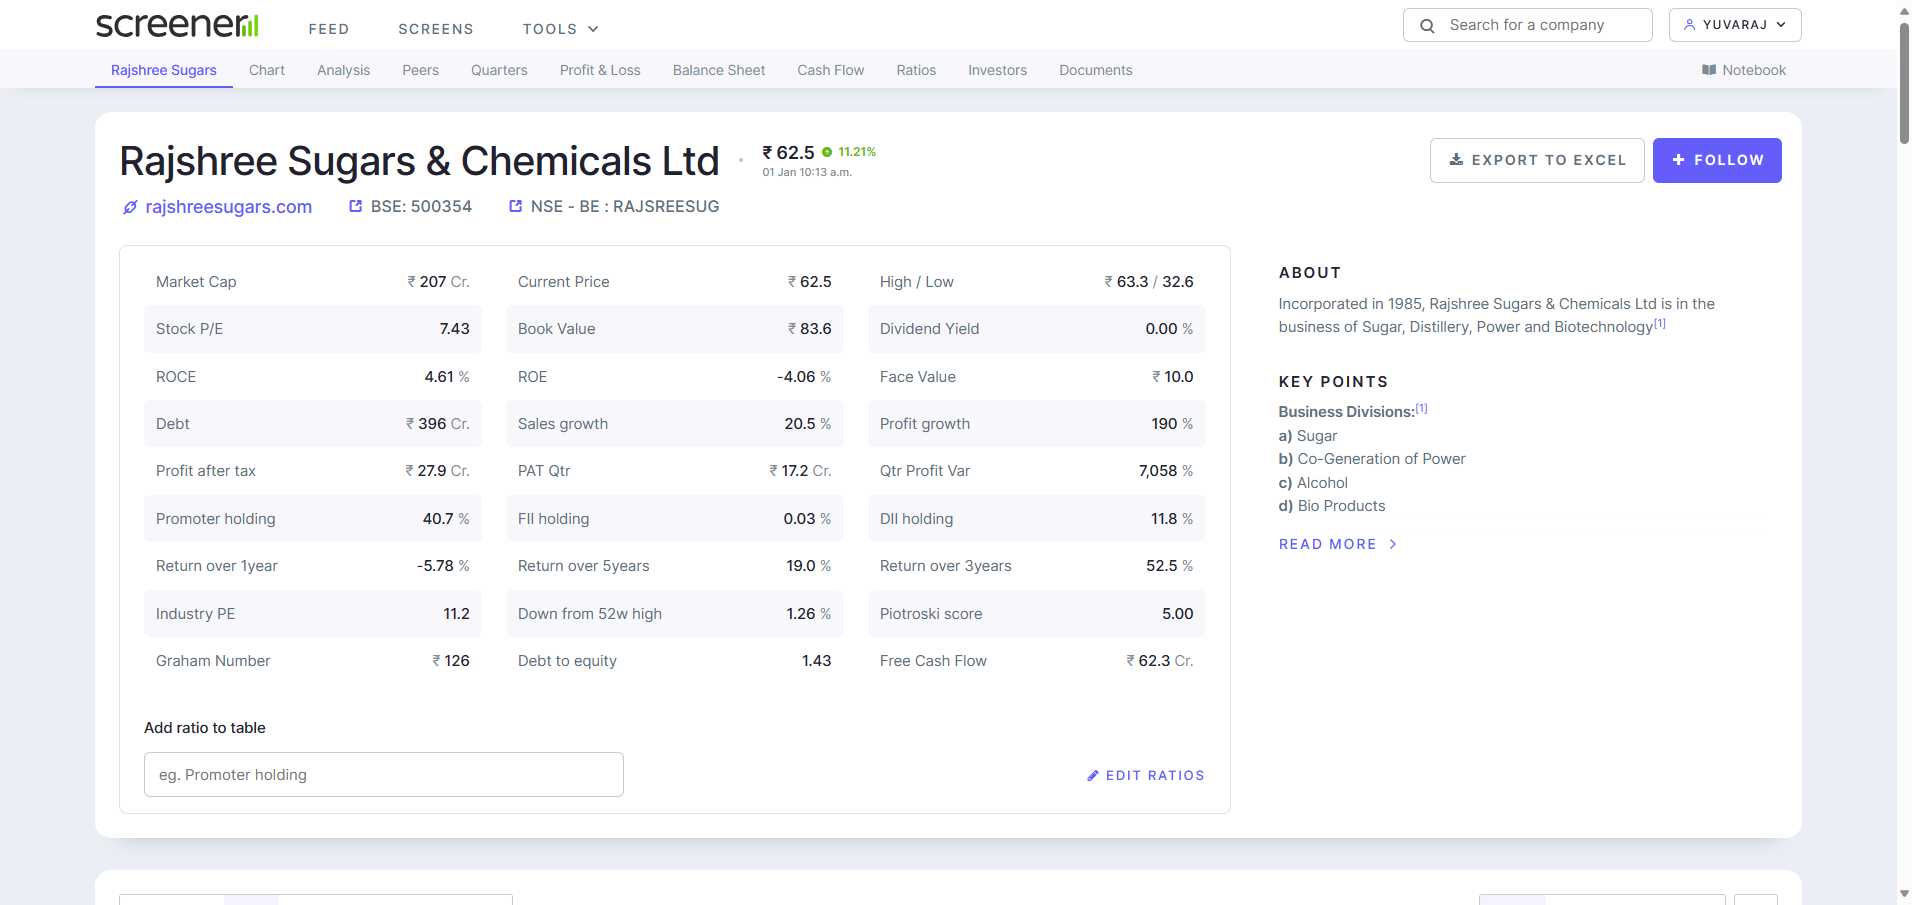 screener FEED SCREENS TOOLS Search for a company YUVARAJ
Rajshree Sugars Chart Analysis Peers Quarters Profit & Loss Balance Sheet Cash Flow Ratios Investors Documents Notebook
Rajshree Sugars & Chemicals Ltd ₹ 62.5 11.21%
01 Jan 10:13 a.m.
EXPORT TO EXCEL + FOLLOW
rajshreesugars.com BSE: 500354 NSE - BE : RAJSREESUG
Market Cap ₹ 207 Cr. Current Price ₹ 62.5 High / Low ₹ 63.3 / 32.6
Stock P/E 7.43 Book Value ₹ 83.6 Dividend Yield 0.00 %
ROCE 4.61 % ROE -4.06 % Face Value ₹ 10.0
Debt ₹ 396 Cr. Sales growth 20.5 % Profit growth 190 %
Profit after tax ₹ 27.9 Cr. PAT Qtr ₹ 17.2 Cr. Qtr Profit Var 7,058 %
Promoter holding 40.7 % FII holding 0.03 % DII holding 11.8 %
Return over 1year -5.78 % Return over 5years 19.0 % Return over 3years 52.5 %
Industry PE 11.2 Down from 52w high 1.26 % Piotroski score 5.00
Graham Number ₹ 126 Debt to equity 1.43 Free Cash Flow ₹ 62.3 Cr.
Add ratio to table
eg. Promoter holding EDIT RATIOS
ABOUT
Incorporated in 1985, Rajshree Sugars & Chemicals Ltd is in the
business of Sugar, Distillery, Power and Biotechnology[1]
KEY POINTS
Business Divisions:[1]
a) Sugar
b) Co-Generation of Power
c) Alcohol
d) Bio Products
READ MORE